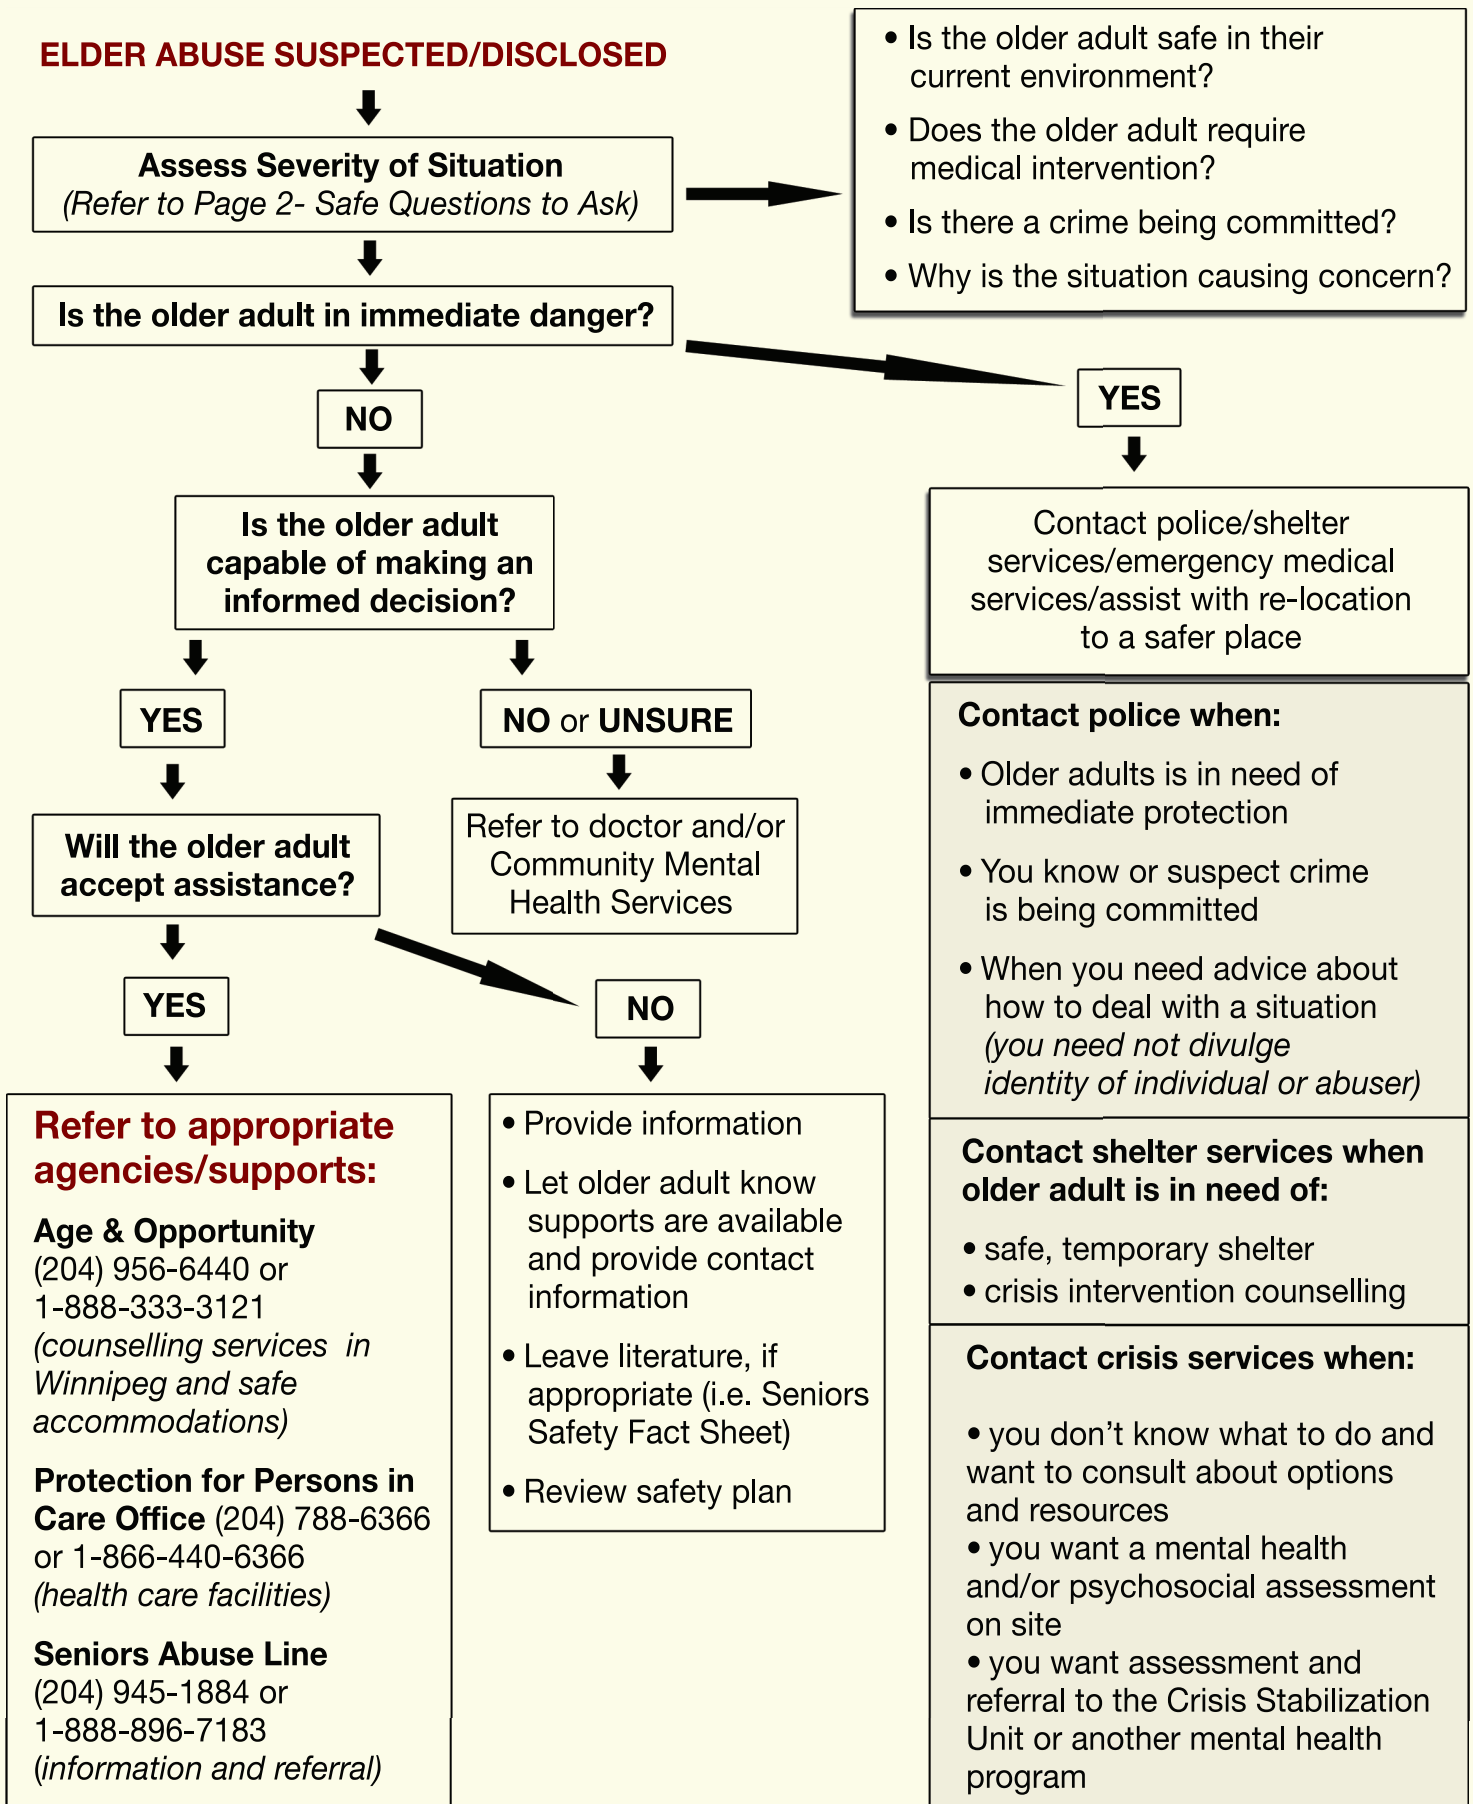 ELDER ABUSE SUSPECTED/DISCLOSED
Assess Severity of Situation
(Refer to Page 2- Safe Questions to Ask)
• Is the older adult safe in their
current environment?
• Does the older adult require
medical intervention?
• Is there a crime being committed?
• Why is the situation causing concern?
Is the older adult in immediate danger?
NO
YES
Is the older adult
capable of making an
informed decision?
YES
NO or UNSURE
Refer to doctor and/or
Community Mental
Health Services
Will the older adult
accept assistance?
YES
NO
Refer to appropriate
agencies/supports:
Age & Opportunity
(204) 956-6440 or
1-888-333-3121
(counselling services in
Winnipeg and safe
accommodations)
Protection for Persons in
Care Office (204) 788-6366
or 1-866-440-6366
(health care facilities)
Seniors Abuse Line
(204) 945-1884 or
1-888-896-7183
(information and referral)
• Provide information
• Let older adult know
supports are available
and provide contact
information
• Leave literature, if
appropriate (i.e. Seniors
Safety Fact Sheet)
• Review safety plan
Contact police/shelter
services/emergency medical
services/assist with re-location
to a safer place
Contact police when:
• Older adults is in need of
immediate protection
• You know or suspect crime
is being committed
• When you need advice about
how to deal with a situation
(you need not divulge
identity of individual or abuser)
Contact shelter services when
older adult is in need of:
• safe, temporary shelter
• crisis intervention counselling
Contact crisis services when:
• you don't know what to do and
want to consult about options
and resources
• you want a mental health
and/or psychosocial assessment
on site
• you want assessment and
referral to the Crisis Stabilization
Unit or another mental health
program